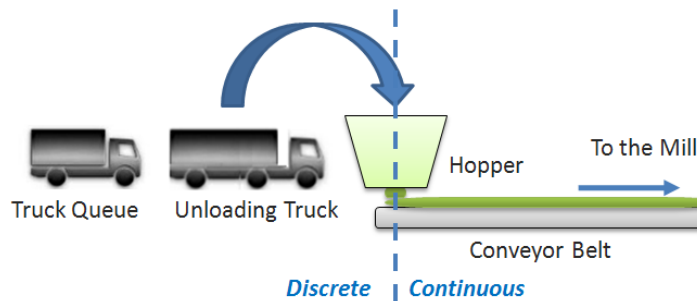 To the Mill
Hopper
Truck Queue
Unloading Truck
Conveyor Belt
Discrete
Continuous